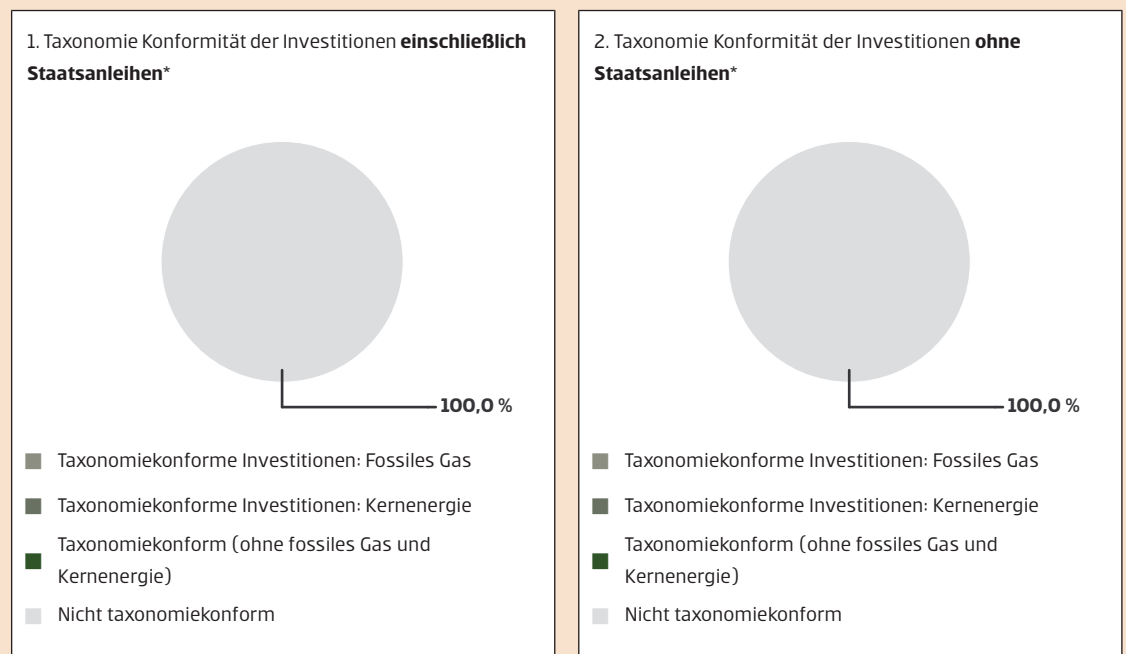 1. Taxonomie Konformität der Investitionen einschließlich
Staatsanleihen*
100,0 %
Taxonomiekonforme Investitionen: Fossiles Gas
Taxonomiekonforme Investitionen: Kernenergie
Taxonomiekonform (ohne fossiles Gas und
Kernenergie)
Nicht taxonomiekonform
2. Taxonomie Konformität der Investitionen ohne
Staatsanleihen*
100,0 %
Taxonomiekonforme Investitionen: Fossiles Gas
Taxonomiekonforme Investitionen: Kernenergie
Taxonomiekonform (ohne fossiles Gas und
Kernenergie)
Nicht taxonomiekonform